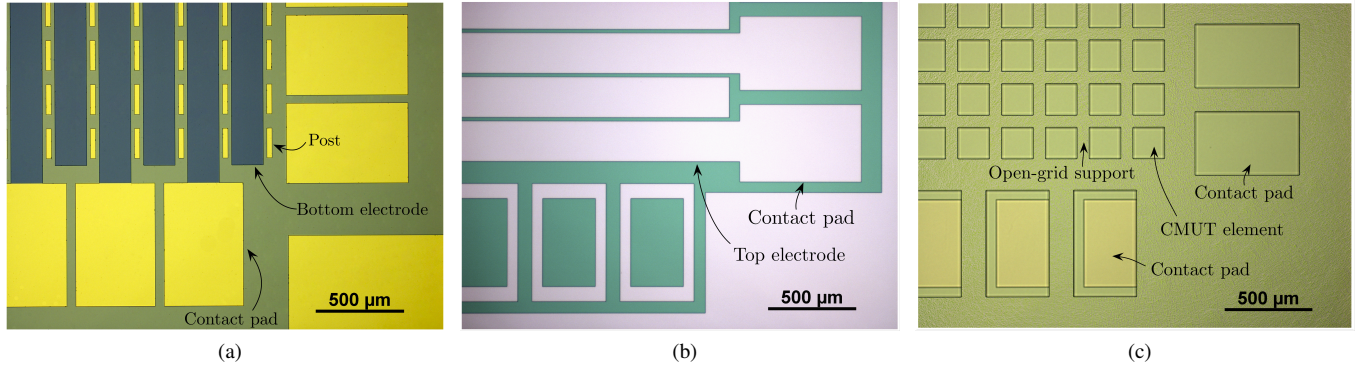 Post
Bottom electrode
Contact pad
500 µm
(a)
Contact pad
Top electrode
500 µm
(b)
Open-grid support
Contact pad
CMUT element
Contact pad
500 µm
(c)